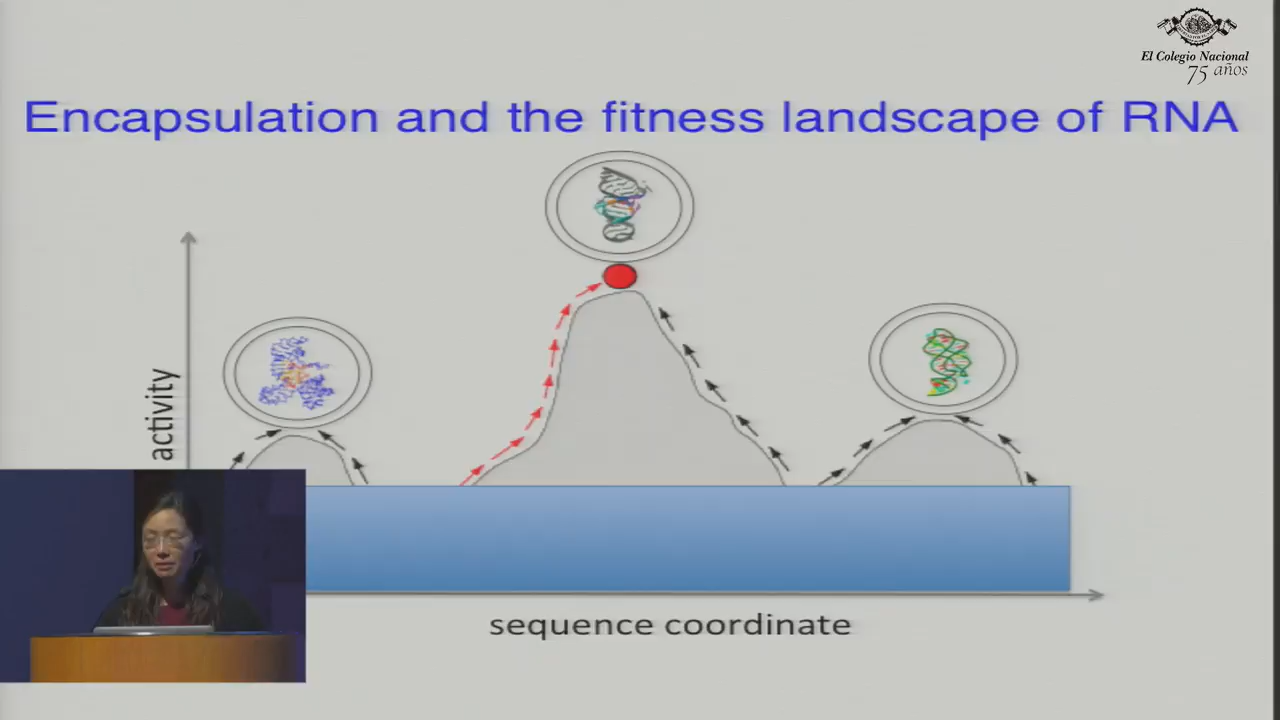 El Colegio Nacional
75 años
Encapsulation and the fitness landscape of RNA
activity
sequence coordinate